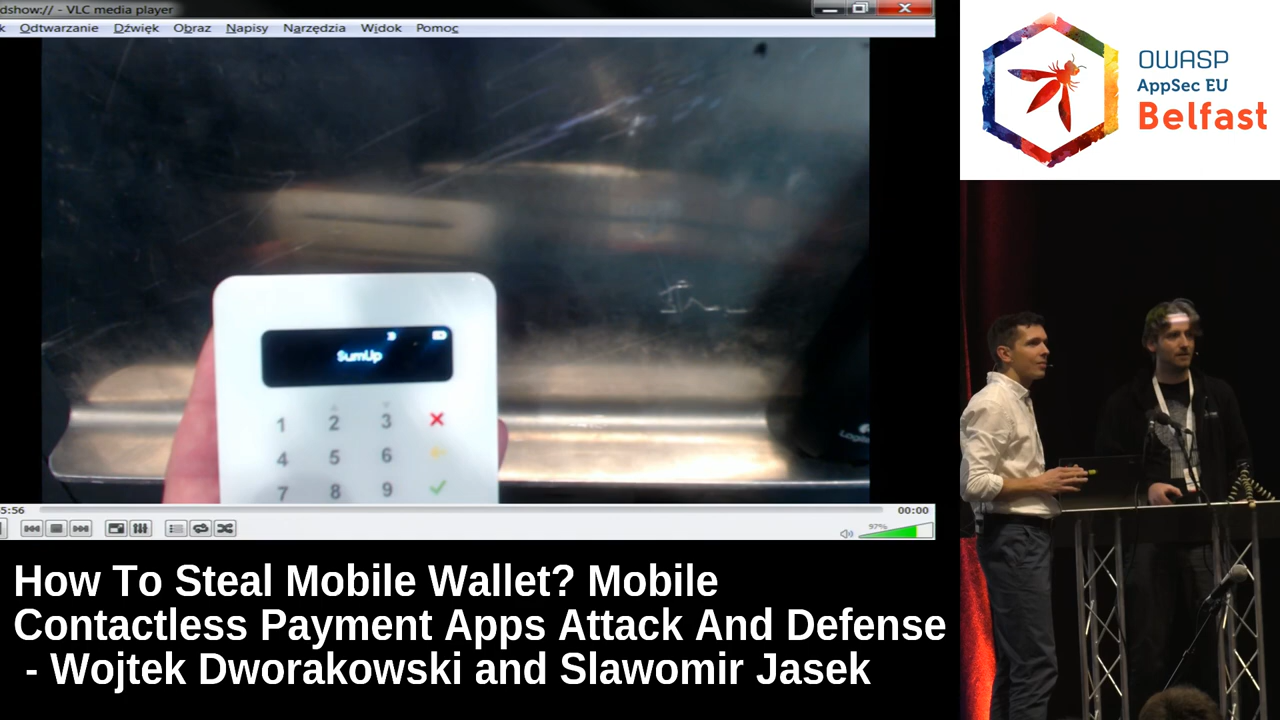 dshow:// - VLC media player
k Odtwarzanie Dźwięk Obraz Napisy Narzędzia Widok Pomoc
SumUp
1 2 3
4 5 6
7 8 9
5:56 00:00
97%
OWASP
AppSec EU
Belfast
How To Steal Mobile Wallet? Mobile
Contactless Payment Apps Attack And Defense
- Wojtek Dworakowski and Slawomir Jasek